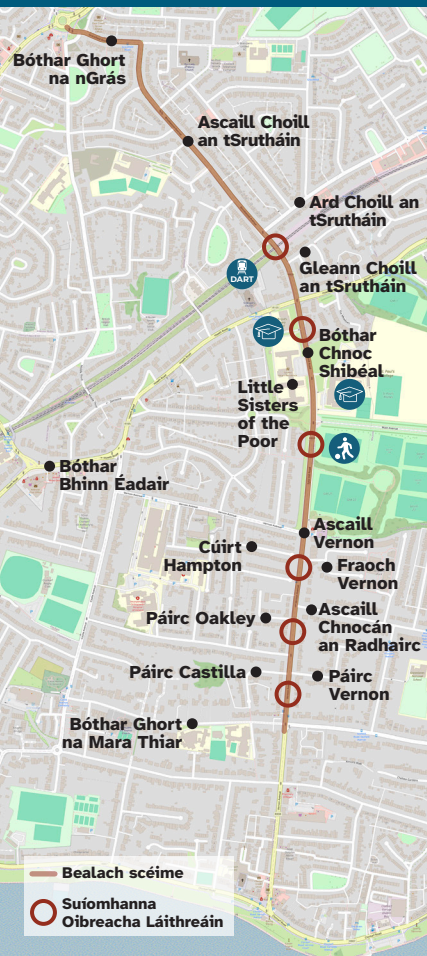 Bóthar Ghort
na nGrás
Ascaill Choill
an tSrutháin
Ard Choill an
tSrutháin
DART
Gleann Choill
an tSrutháin
Bóthar
Chnoc
Shibéal
Little
Sisters
of the
Poor
Bóthar
Bhinn Éadair
Ascaill
Vernon
Cúirt
Hampton
Fraoch
Vernon
Páirc Oakley
Ascaill
Chnocán
an Radhairc
Páirc Castilla
Páirc
Vernon
Bóthar Ghort
na Mara Thiar
Bealach scéime
Suíomhanna
Oibreacha Láithreáin